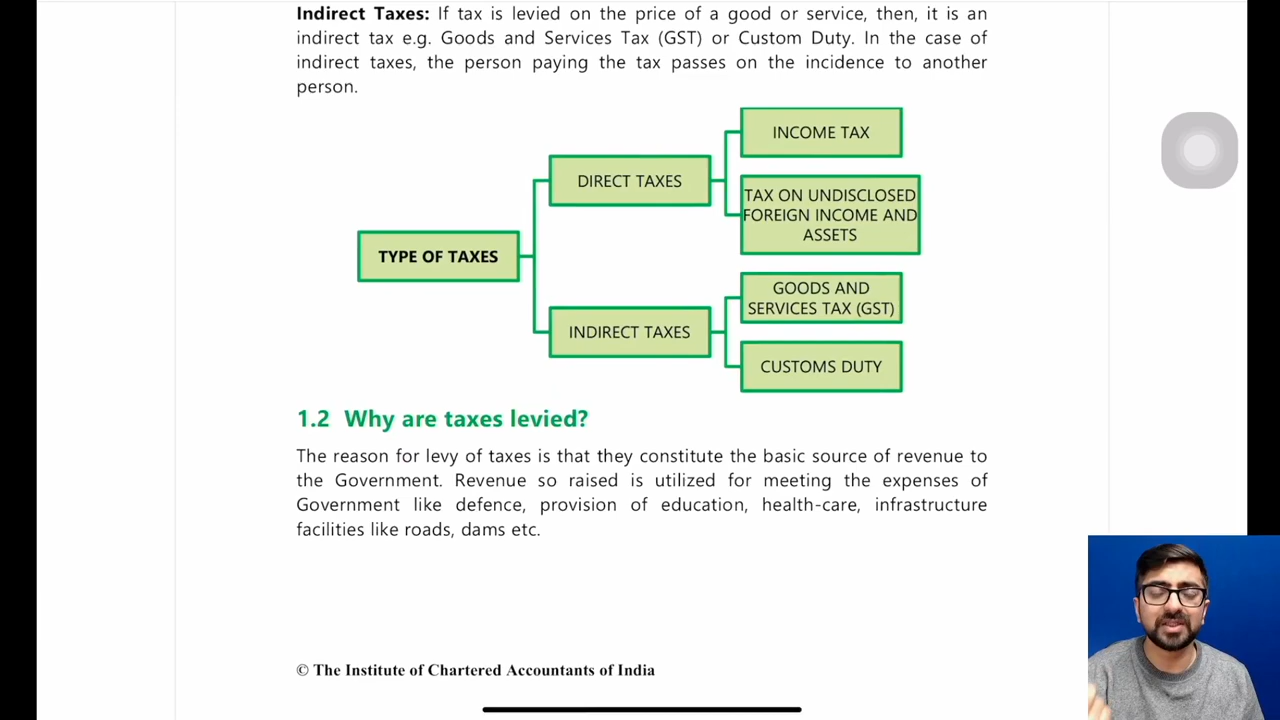 Indirect Taxes: If tax is levied on the price of a good or service, then, it is an
indirect tax e.g. Goods and Services Tax (GST) or Custom Duty. In the case of
indirect taxes, the person paying the tax passes on the incidence to another
person.
TYPE OF TAXES
DIRECT TAXES
INCOME TAX
TAX ON UNDISCLOSED
FOREIGN INCOME AND
ASSETS
INDIRECT TAXES
GOODS AND
SERVICES TAX (GST)
CUSTOMS DUTY
1.2 Why are taxes levied?
The reason for levy of taxes is that they constitute the basic source of revenue to
the Government. Revenue so raised is utilized for meeting the expenses of
Government like defence, provision of education, health-care, infrastructure
facilities like roads, dams etc.
© The Institute of Chartered Accountants of India